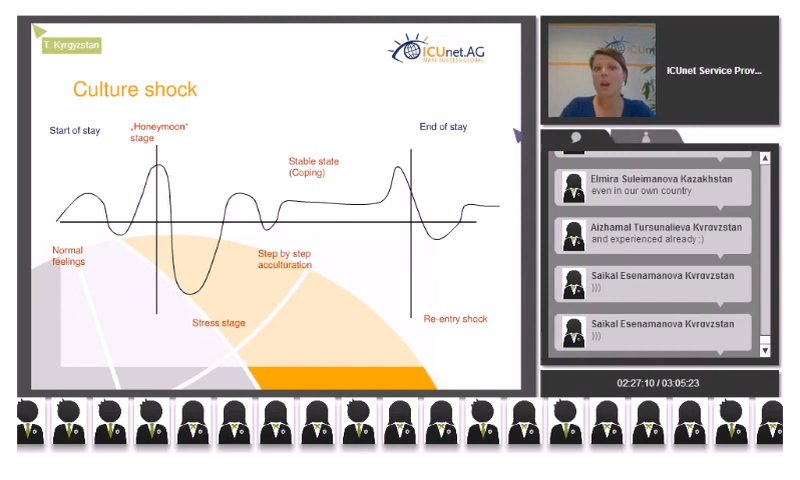 T. Kyrgyzstan
ICUnet.AG
MAKE SUCCESS GLOBAL.
Culture shock
Start of stay
„Honeymoon“
stage
End of stay
Stable state
(Coping)
Normal
feelings
Step by step
acculturation
Stress stage
Re-entry shock
ICUnet Service Prov...
Elmira Suleimanova Kazakhstan
even in our own country
Aizhamal Tursunalieva Kyrgyzstan
and experienced already ;)
Saikal Esenamanova Kyrgyzstan
)))
Saikal Esenamanova Kyrgyzstan
)))
02:27:10 / 03:05:23